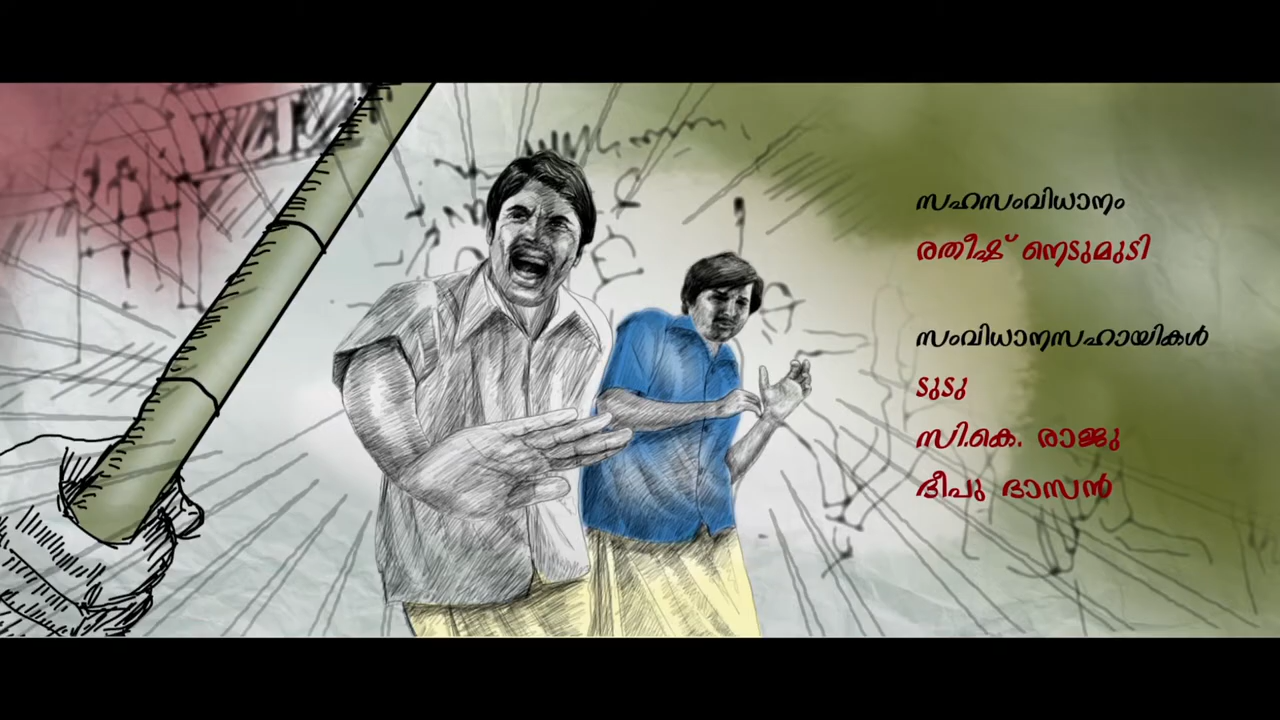 സഹസംവിധാനം
രതീഷ് നെടുമുടി
സംവിധാനസഹായികൾ
ടുടു
സി.കെ. രാജു
ദീപു ദാസൻ